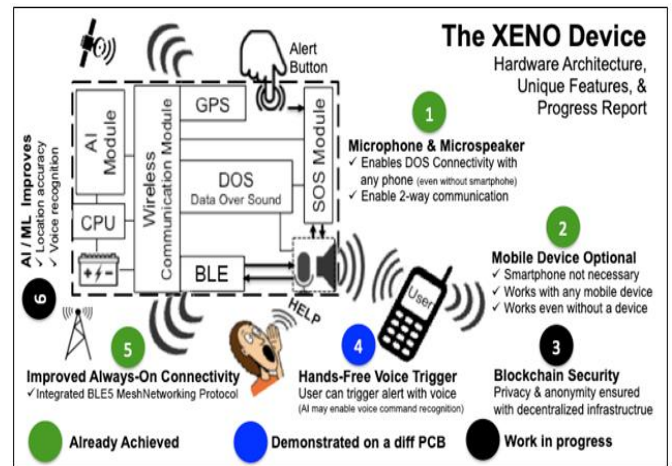 The XENO Device
Hardware Architecture,
Unique Features, &
Progress Report
Alert
Button
AI
Module
CPU
Wireless
Communication Module
GPS
DOS
Data Over Sound
BLE
SOS Module
AI / ML Improves
✓ Location accuracy
✓ Voice recognition
6
1
Microphone & Microspeaker
✓ Enables DOS Connectivity with
any phone (even without smartphohe)
✓ Enable 2-way communication
2
Mobile Device Optional
✓ Smartphone not necessary
✓ Works with any mobile device
✓ Works even without a device
User
HELP
3
Blockchain Security
Privacy & anonymity ensured
with decentralized infrastructrue
4
Hands-Free Voice Trigger
User can trigger alert with voice
(AI may enable voice command recognition)
5
Improved Always-On Connectivity
✓ Integrated BLE5 MeshNetworking Protocol
Already Achieved
Demonstrated on a diff PCB
Work in progress